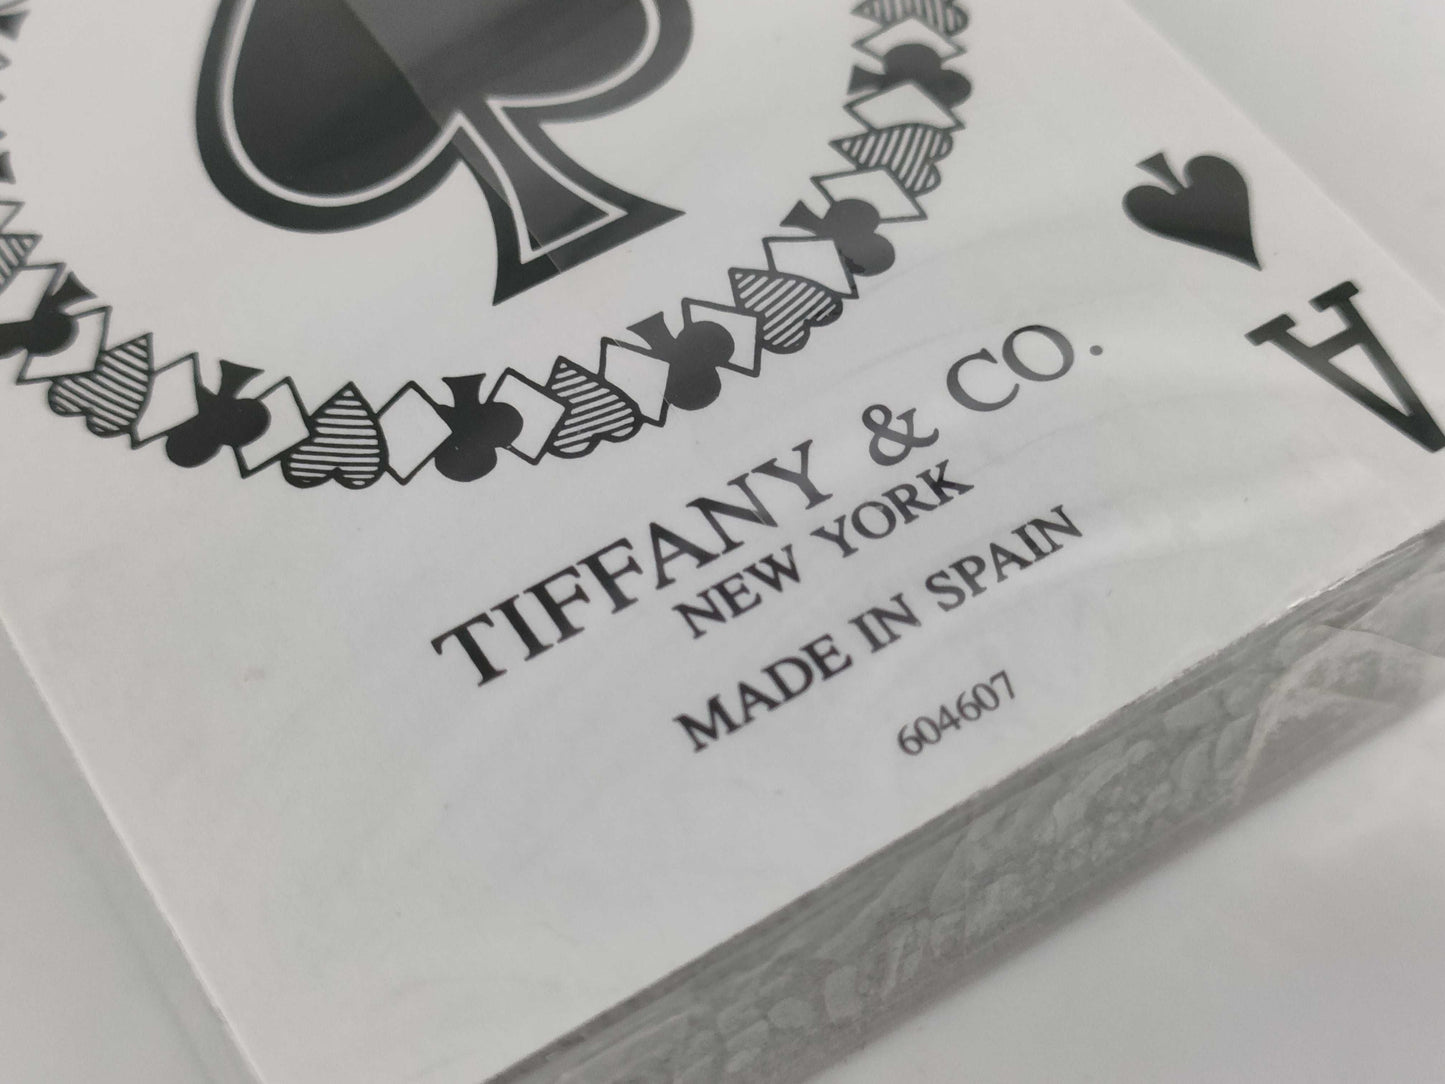 A
TIFFANY & CO.
NEW YORK
MADE IN SPAIN
604607